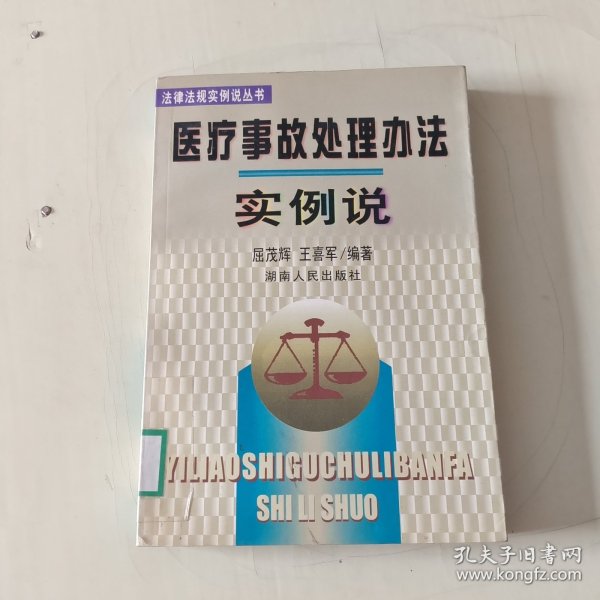 法律法规实例说丛书
医疗事故处理办法
实例说
屈茂辉 王喜军/编著
湖南人民出版社
YILIAOSHIGUCHULIBANFA
SHI LI SHUO
孔夫子旧书网
www.kongfz.com